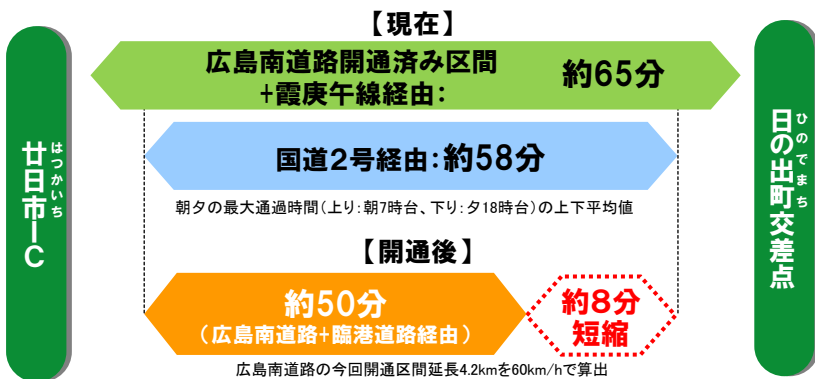 【現在】
広島南道路開通済み区間
+霞庚午線経由：
約65分
廿日市IC
はつかいち
国道２号経由：約58分
朝夕の最大通過時間（上り：朝7時台、下り：夕18時台）の上下平均値
【開通後】
約50分
（広島南道路+臨港道路経由）
約8分
短縮
広島南道路の今回開通区間延長4.2kmを60km/hで算出
日の出町交差点
ひのでまち